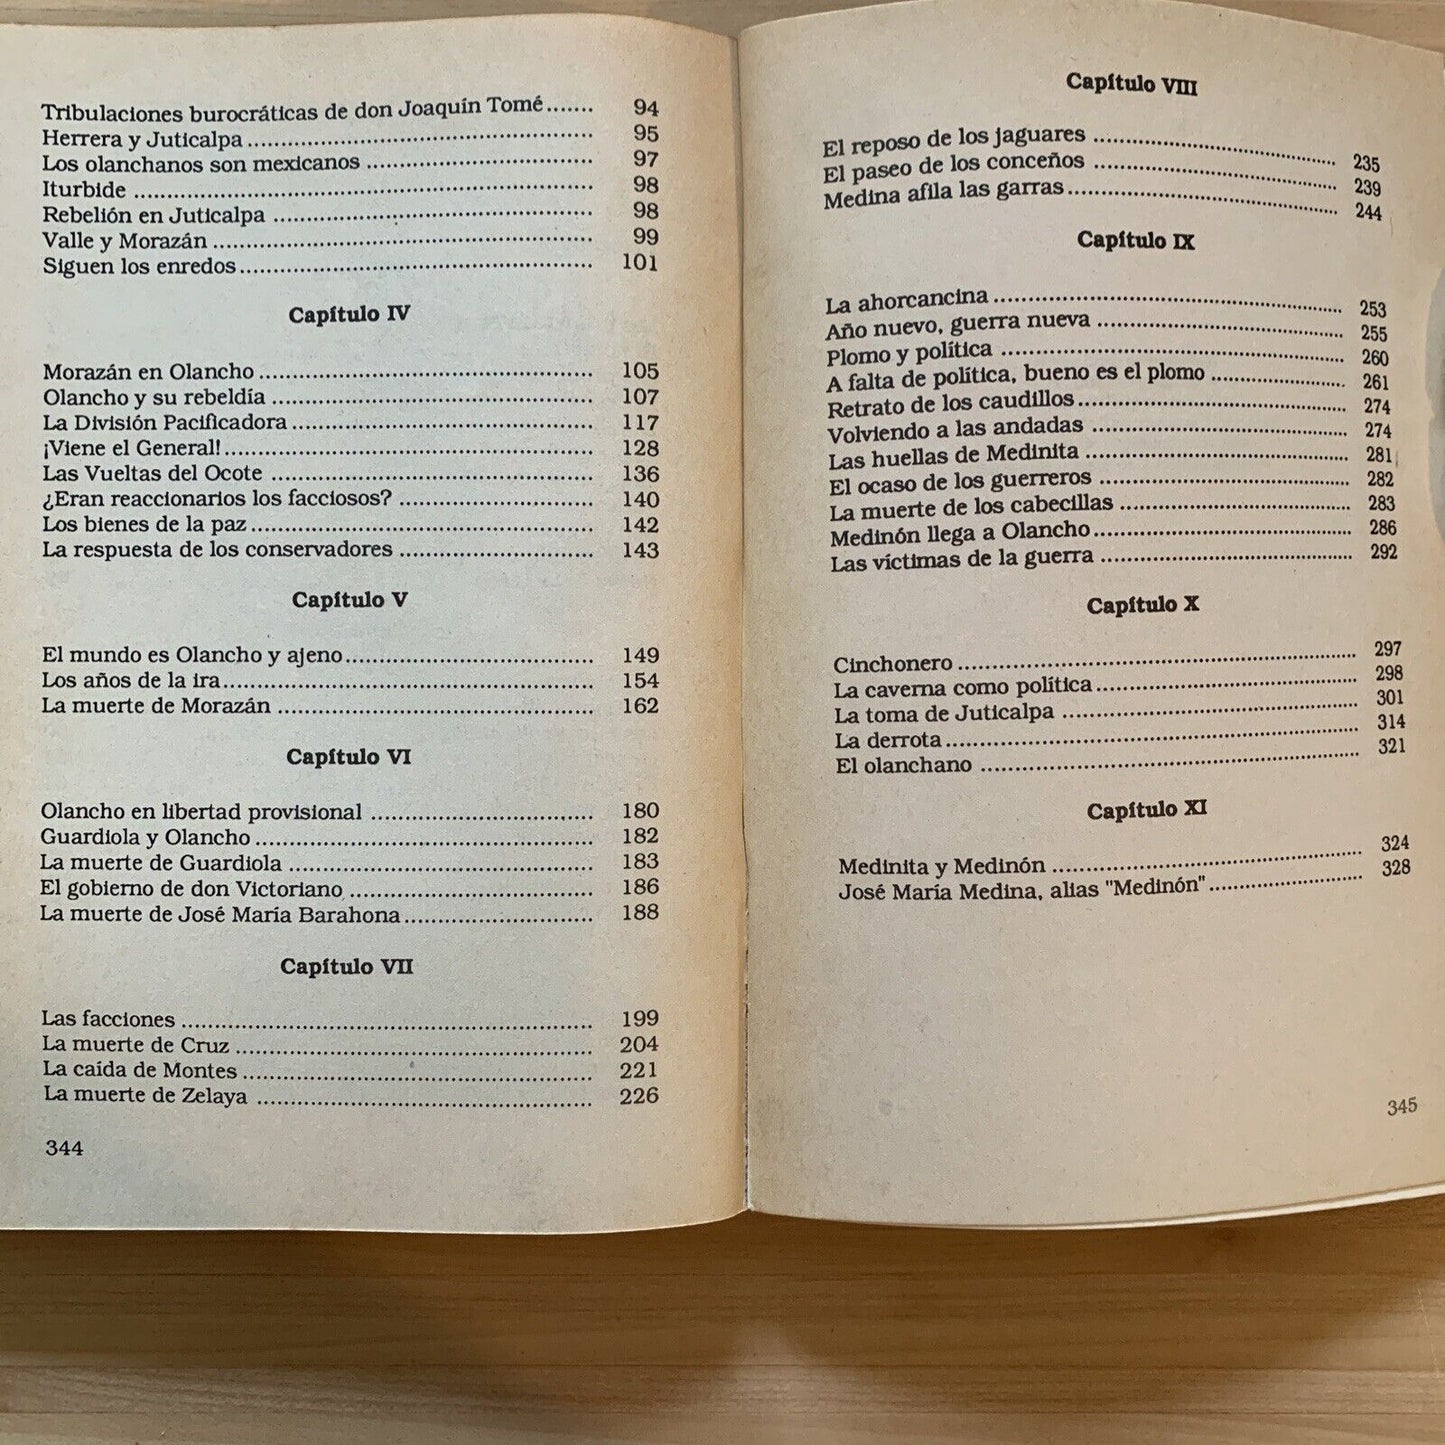 Tribulaciones burocráticas de don Joaquín Tomé....... 94
Herrera y Juticalpa ................................................ 95
Los olanchanos son mexicanos ................................ 97
Iturbide ................................................................ 98
Rebelión en Juticalpa ............................................. 98
Valle y Morazán ..................................................... 99
Siguen los enredos.................................................. 101
Capítulo IV
Morazán en Olancho ............................................... 105
Olancho y su rebeldía ............................................. 107
La División Pacificadora .......................................... 117
¡Viene el General!.................................................... 128
Las Vueltas del Ocote ............................................. 136
¿Eran reaccionarios los facciosos? ........................... 140
Los bienes de la paz ................................................ 142
La respuesta de los conservadores ........................... 143
Capítulo V
El mundo es Olancho y ajeno................................... 149
Los años de la ira.................................................... 154
La muerte de Morazán ............................................ 162
Capítulo VI
Olancho en libertad provisional ................................ 180
Guardiola y Olancho ............................................... 182
La muerte de Guardiola .......................................... 183
El gobierno de don Victoriano .................................. 186
La muerte de José María Barahona........................... 188
Capítulo VII
Las facciones .......................................................... 199
La muerte de Cruz .................................................. 204
La caída de Montes ................................................. 221
La muerte de Zelaya ............................................... 226
344
Capítulo VIII
El reposo de los jaguares ........................................ 235
El paseo de los conceños ........................................ 239
Medina afila las garras............................................ 244
Capítulo IX
La ahorcancina ...................................................... 253
Año nuevo, guerra nueva ........................................ 255
Plomo y política ..................................................... 260
A falta de política, bueno es el plomo ...................... 261
Retrato de los caudillos........................................... 274
Volviendo a las andadas ......................................... 274
Las huellas de Medinita .......................................... 281
El ocaso de los guerreros ........................................ 282
La muerte de los cabecillas ..................................... 283
Medinón llega a Olancho......................................... 286
Las víctimas de la guerra ........................................ 292
Capítulo X
Cinchonero ............................................................ 297
La caverna como política......................................... 298
La toma de Juticalpa .............................................. 301
La derrota.............................................................. 314
El olanchano ......................................................... 321
Capítulo XI
Medinita y Medinón ............................................... 324
José María Medina, alias "Medinón"......................... 328
345